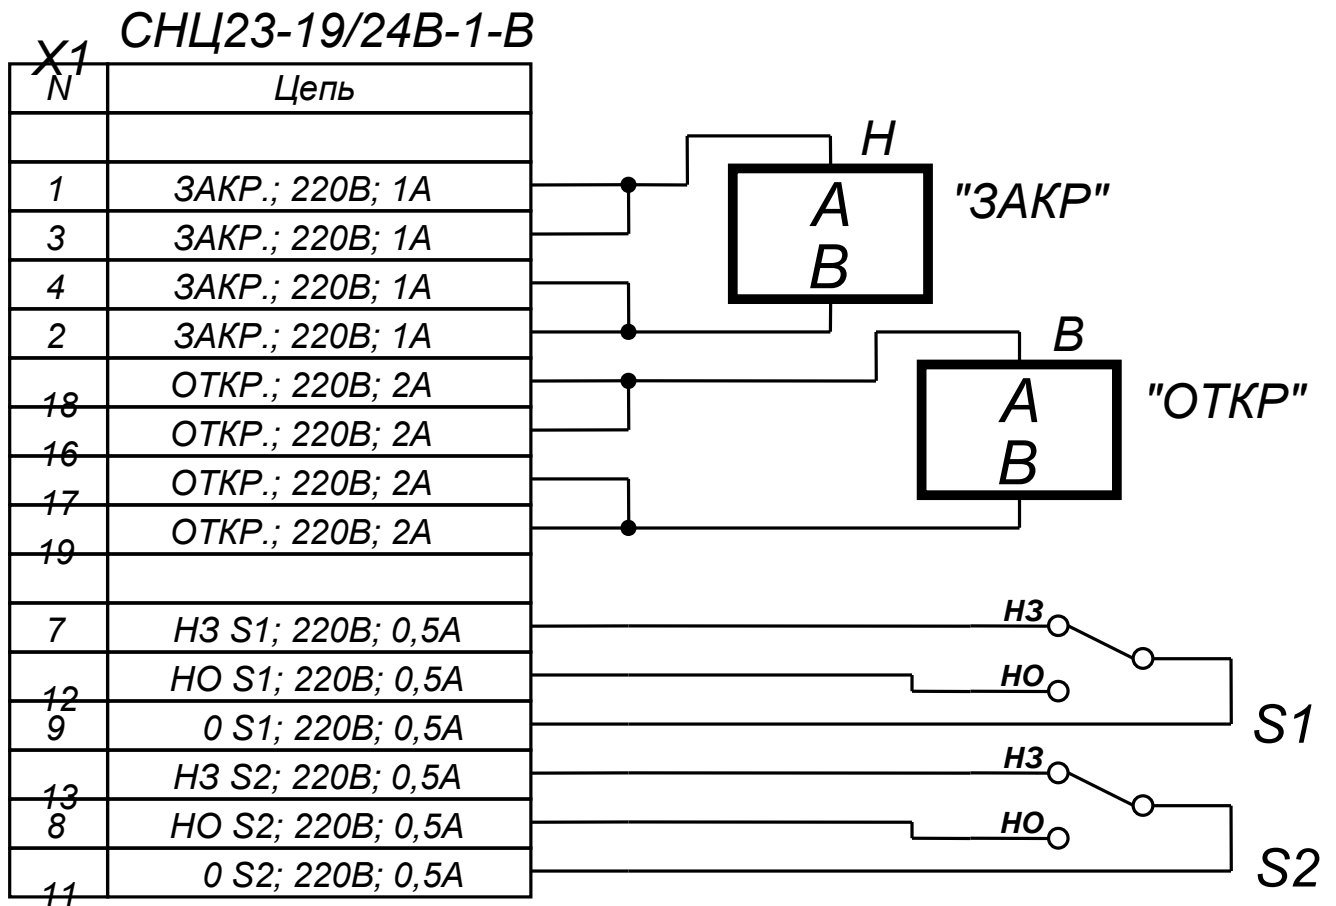 СНЦ23-19/24В-1-В
X1
N Цепь
1 ЗАКР.; 220В; 1А
3 ЗАКР.; 220В; 1А
4 ЗАКР.; 220В; 1А
2 ЗАКР.; 220В; 1А
18 ОТКР.; 220В; 2А
16 ОТКР.; 220В; 2А
17 ОТКР.; 220В; 2А
19 ОТКР.; 220В; 2А
7 НЗ S1; 220В; 0,5А
12 НО S1; 220В; 0,5А
9 0 S1; 220В; 0,5А
13 НЗ S2; 220В; 0,5А
8 НО S2; 220В; 0,5А
11 0 S2; 220В; 0,5А
Н
А
В
"ЗАКР"
В
А
В
"ОТКР"
НЗ
НО
S1
НЗ
НО
S2